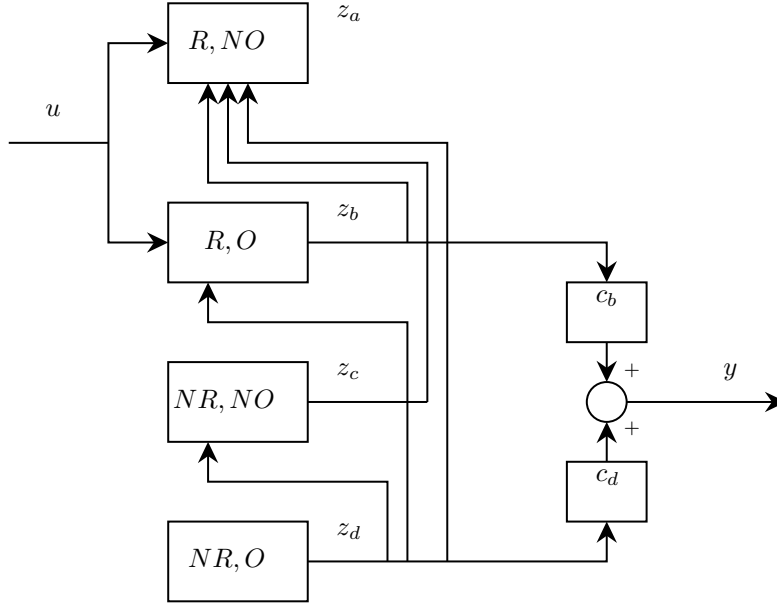 z_a
R, NO
u
z_b
R, O
c_b
z_c
+
y
NR, NO
+
c_d
z_d
NR, O